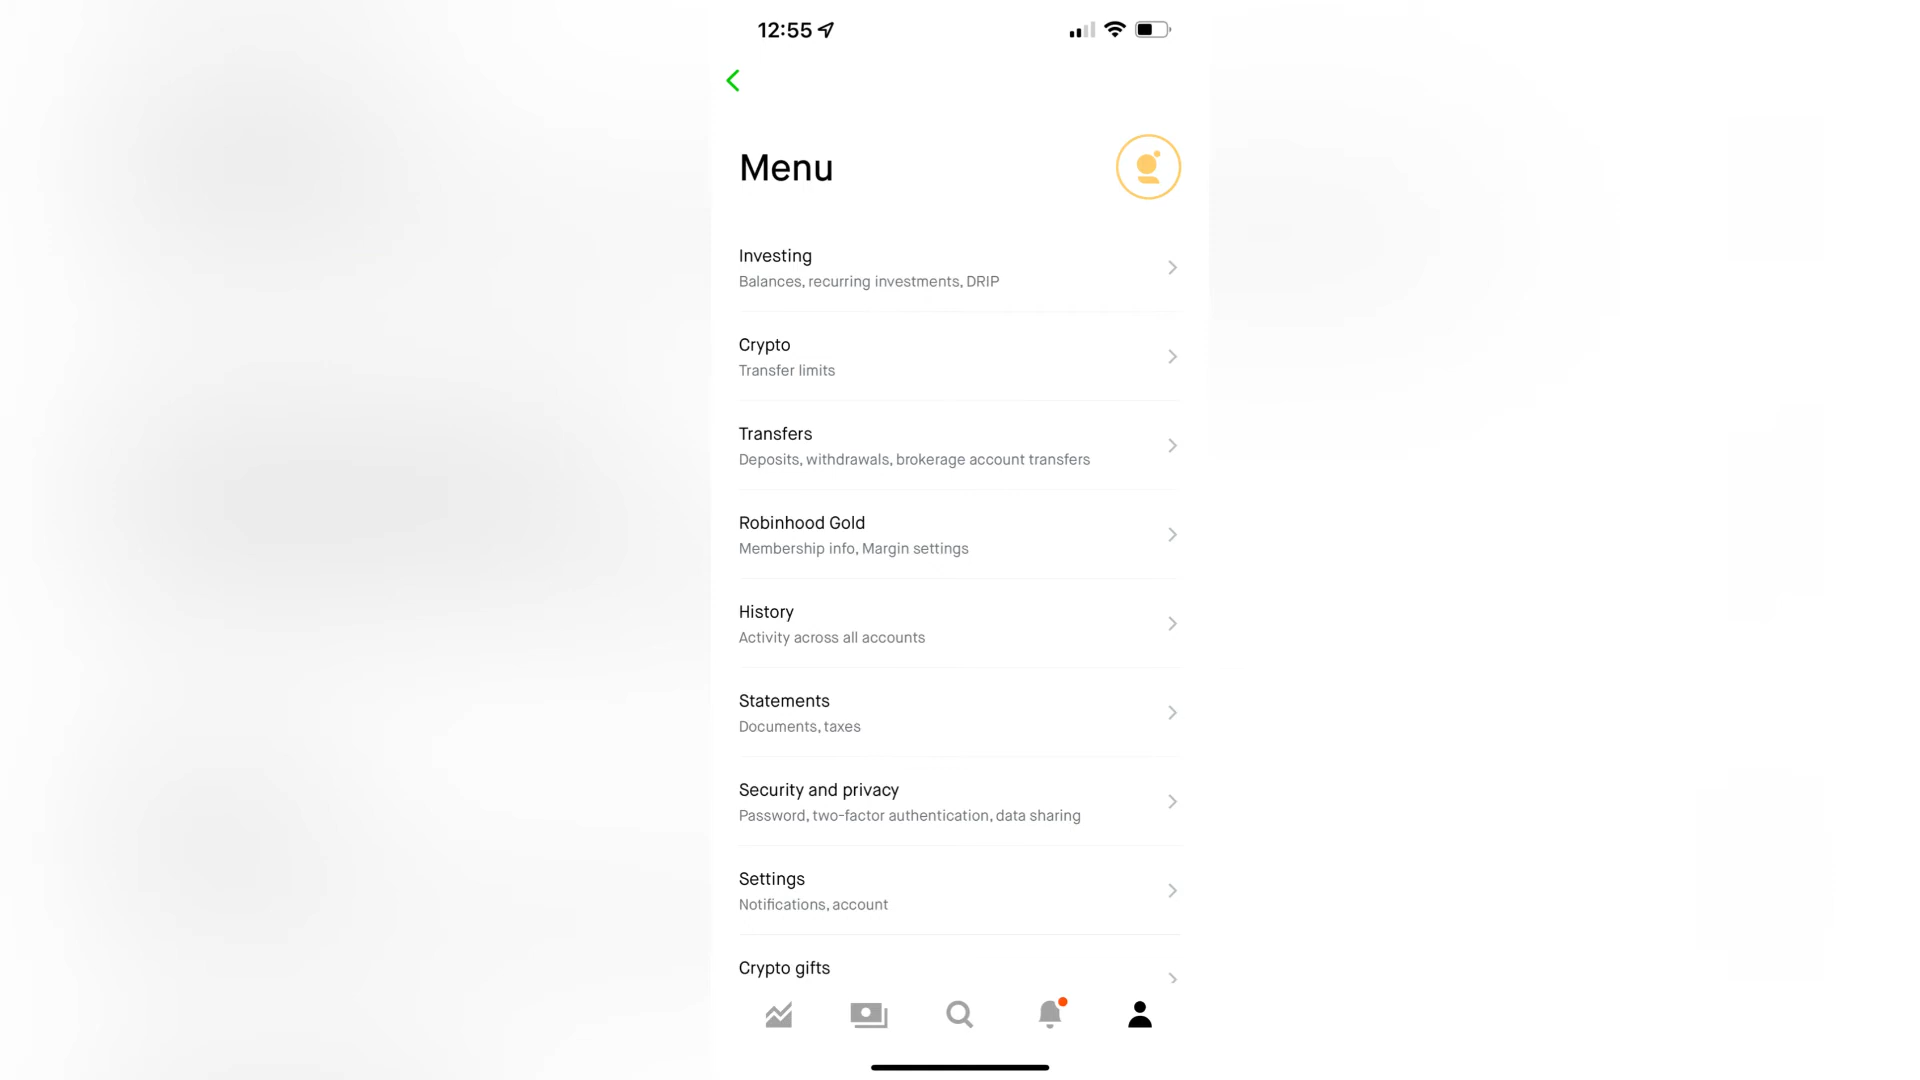 12:55
Menu
Investing
Balances, recurring investments, DRIP
Crypto
Transfer limits
Transfers
Deposits, withdrawals, brokerage account transfers
Robinhood Gold
Membership info, Margin settings
History
Activity across all accounts
Statements
Documents, taxes
Security and privacy
Password, two-factor authentication, data sharing
Settings
Notifications, account
Crypto gifts